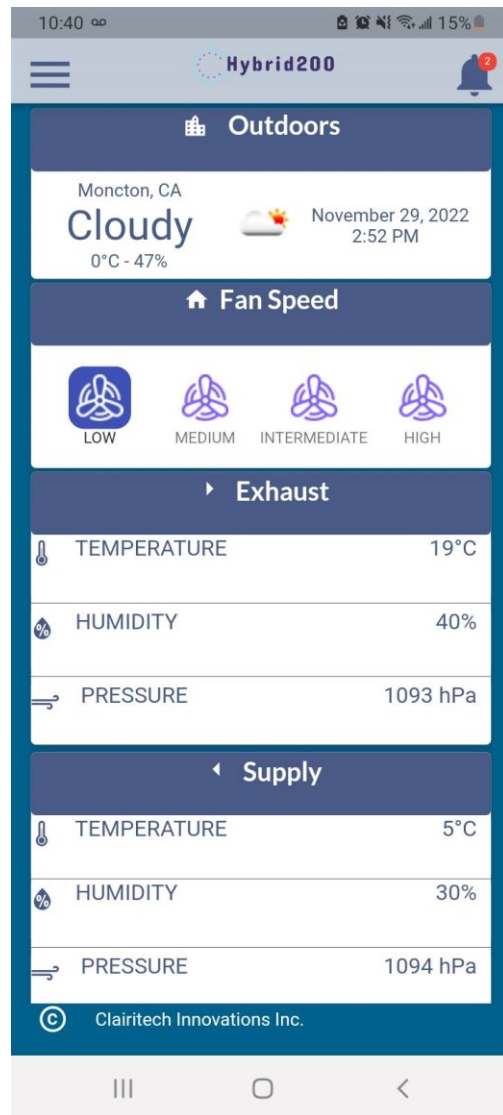 10:40 15%
Hybrid200
2
Outdoors
Moncton, CA
Cloudy
0°C - 47%
November 29, 2022
2:52 PM
Fan Speed
LOW MEDIUM INTERMEDIATE HIGH
Exhaust
TEMPERATURE 19°C
% HUMIDITY 40%
PRESSURE 1093 hPa
Supply
TEMPERATURE 5°C
% HUMIDITY 30%
PRESSURE 1094 hPa
© Clairitech Innovations Inc.